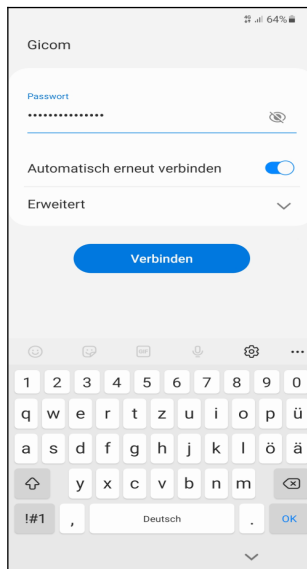 4G 64%
Gicom
Passwort
•••••••••••••••
Automatisch erneut verbinden
Erweitert
Verbinden
GIF
1 2 3 4 5 6 7 8 9 0
q w e r t z u i o p ü
a s d f g h j k l ö ä
y x c v b n m
!#1 , Deutsch . OK